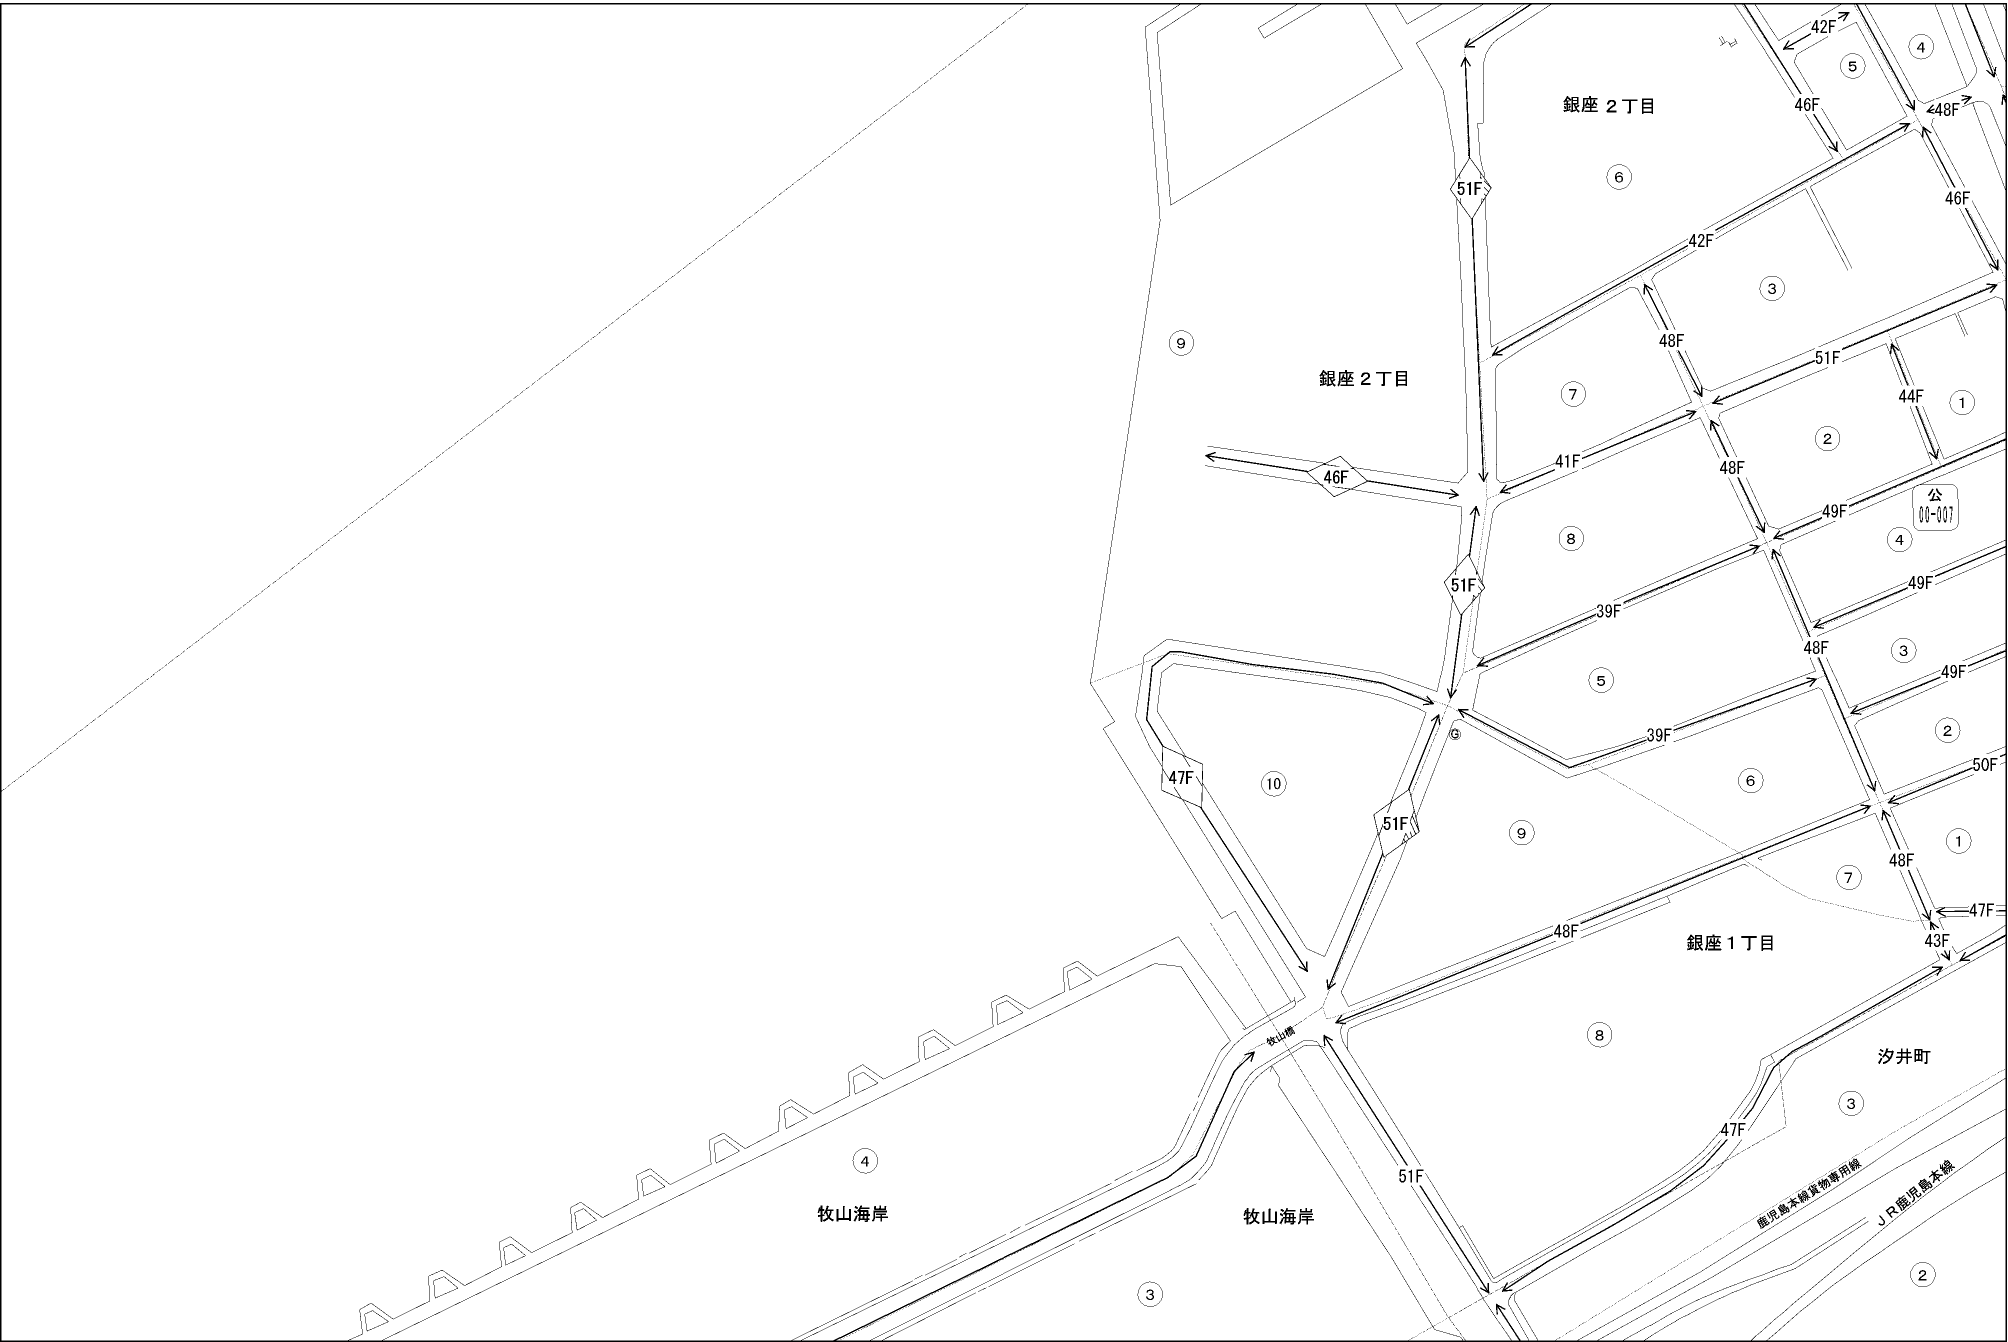 42F
④
⑤
銀座２丁目
46F
48F
51F
⑥
46F
42F
③
⑨
48F
51F
銀座２丁目
⑦
44F
①
②
41F
48F
46F
公
00-007
49F
⑧
④
51F
49F
39F
48F
③
49F
⑤
②
39F
G
50F
47F
⑩
⑥
51F
⑨
①
48F
⑦
47F
48F
43F
銀座１丁目
牧山橋
⑧
汐井町
③
47F
④
51F
鹿児島本線貨物専用線
ＪＲ鹿児島本線
牧山海岸
牧山海岸
②
③